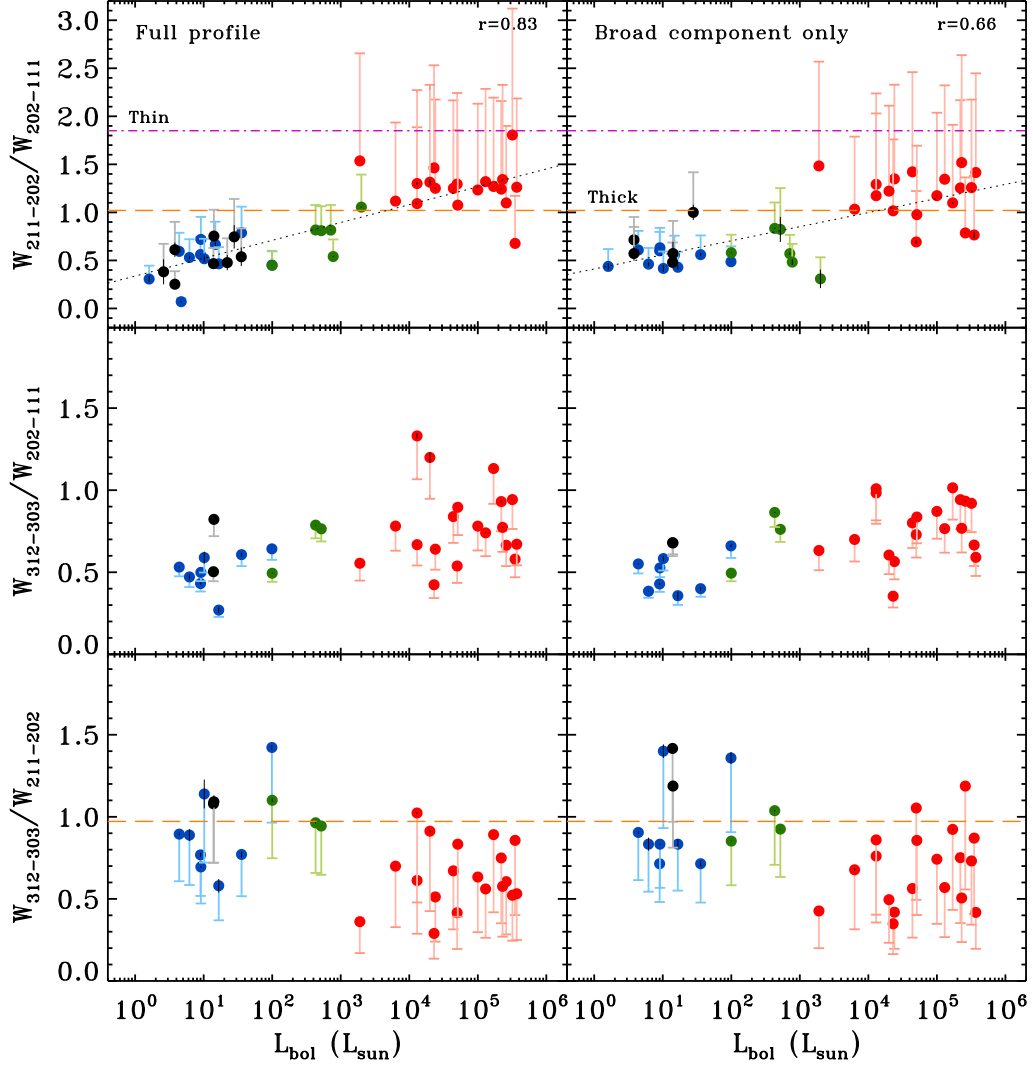 Full profile r=0.83 Broad component only r=0.66
3.0
2.5
2.0
Thin
1.5
Thick
1.0
0.5
0.0
W211−202/W202−111
1.5
1.0
0.5
0.0
W312−303/W202−111
1.5
1.0
0.5
0.0
W312−303/W211−202
10^0 10^1 10^2 10^3 10^4 10^5 10^6 10^0 10^1 10^2 10^3 10^4 10^5 10^6
Lbol (Lsun) Lbol (Lsun)